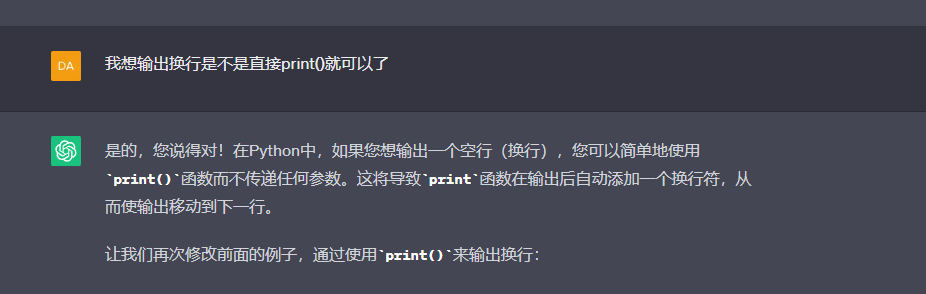 DA
我想输出换行是不是直接print()就可以了
是的，您说得对！在Python中，如果您想输出一个空行（换行），您可以简单地使用
`print()`函数而不传递任何参数。这将导致`print`函数在输出后自动添加一个换行符，从
而使输出移动到下一行。
让我们再次修改前面的例子，通过使用`print()`来输出换行：